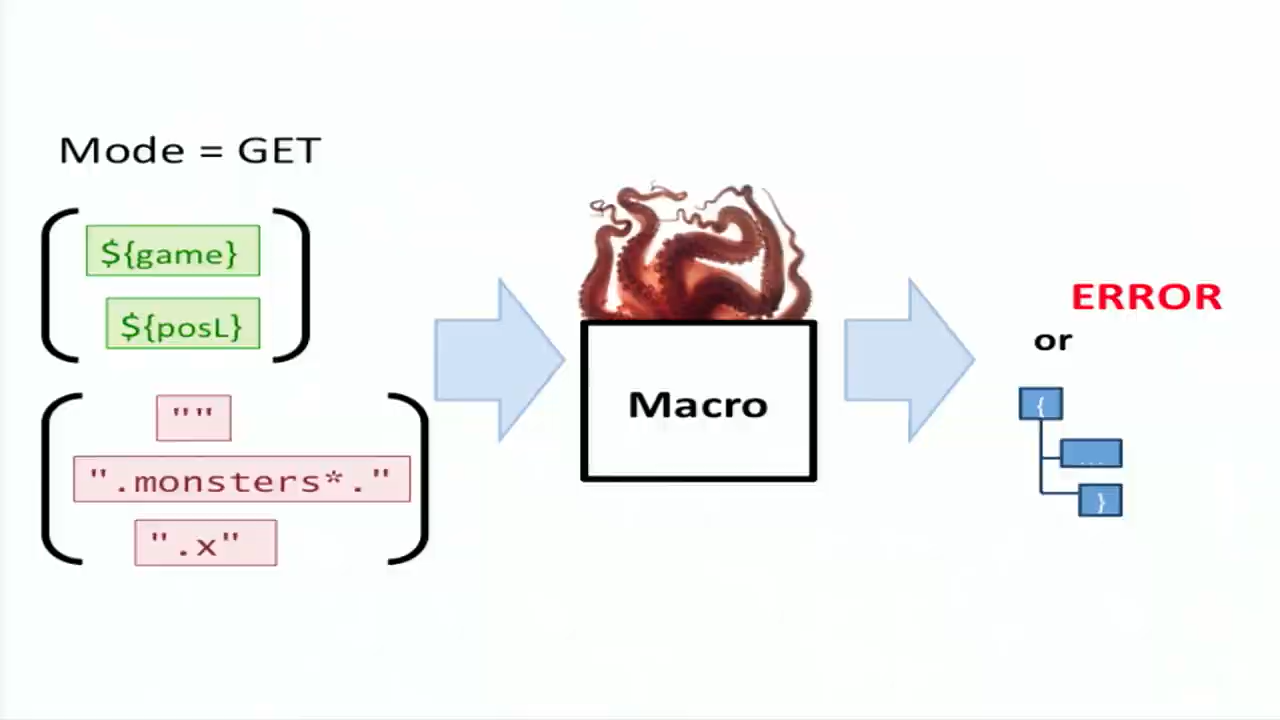 Mode = GET
${game}
${posL}
""
".monsters*."
".x"
Macro
ERROR
or
{
...
}